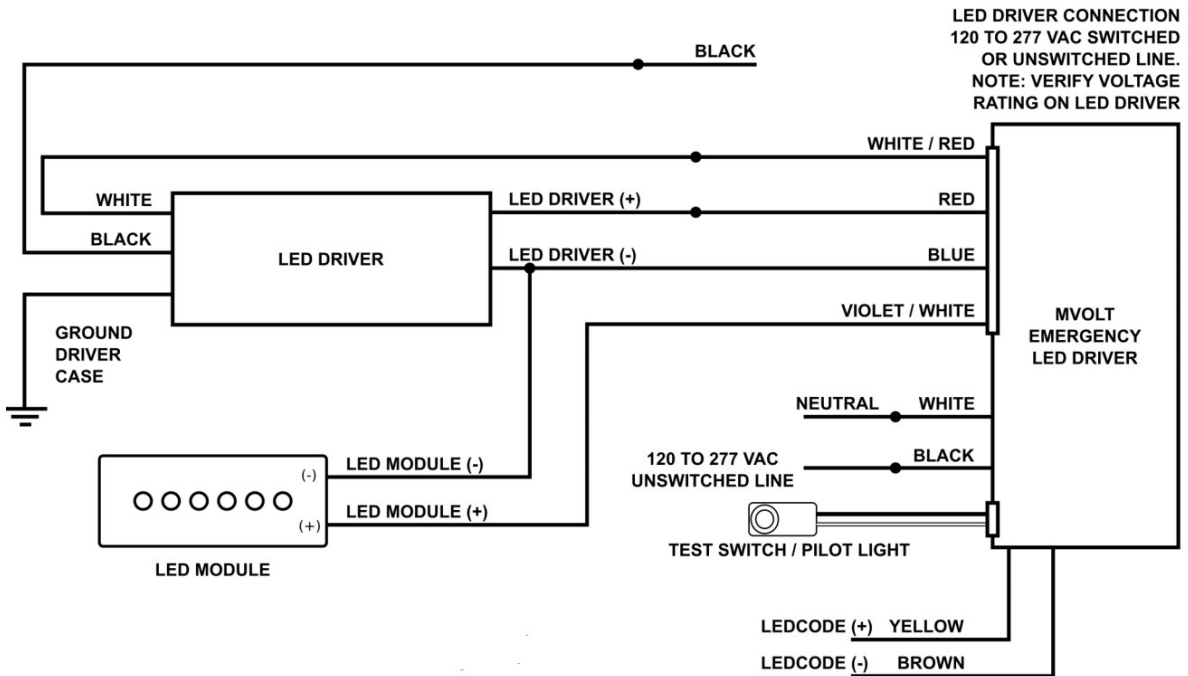 LED DRIVER CONNECTION
120 TO 277 VAC SWITCHED
OR UNSWITCHED LINE.
NOTE: VERIFY VOLTAGE
RATING ON LED DRIVER
BLACK
WHITE / RED
WHITE
LED DRIVER (+)
RED
BLACK
LED DRIVER
LED DRIVER (-)
BLUE
VIOLET / WHITE
GROUND
DRIVER
CASE
MVOLT
EMERGENCY
LED DRIVER
NEUTRAL
WHITE
BLACK
120 TO 277 VAC
UNSWITCHED LINE
(-)
LED MODULE (-)
(+)
LED MODULE (+)
LED MODULE
TEST SWITCH / PILOT LIGHT
LEDCODE (+) YELLOW
LEDCODE (-) BROWN